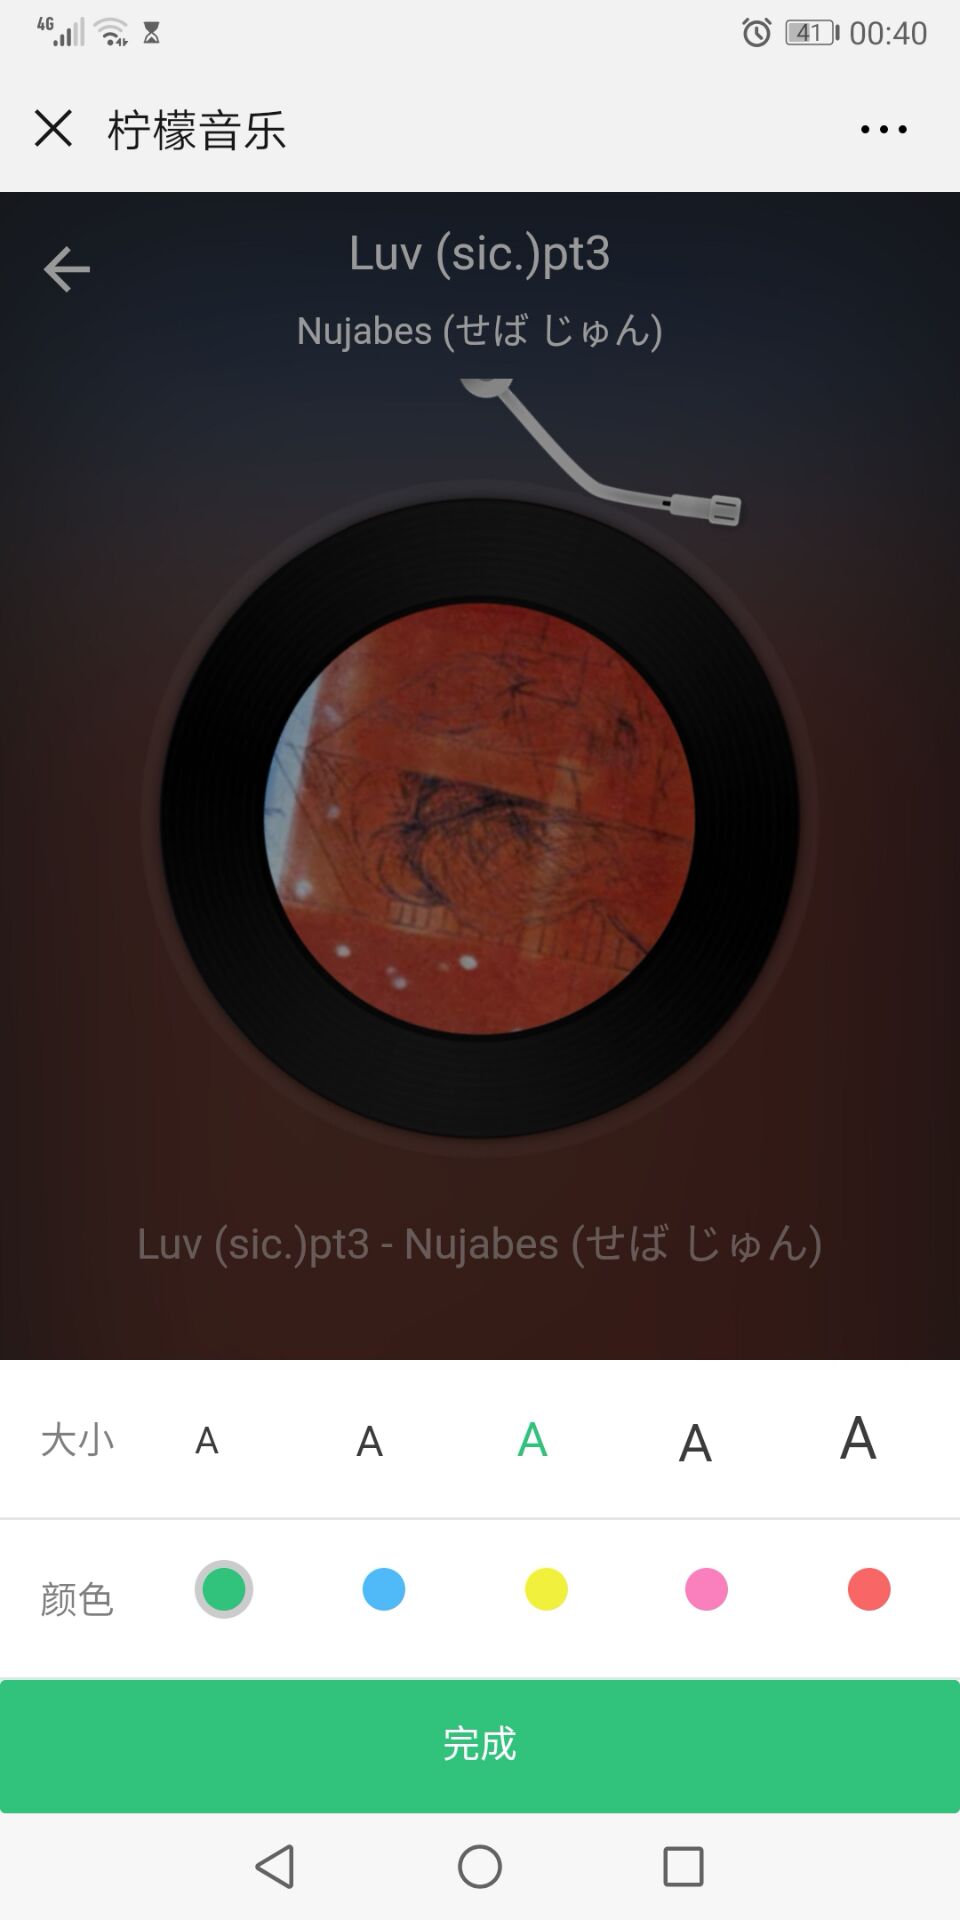 4G 41 00:40
柠檬音乐
Luv (sic.)pt3
Nujabes (せば じゅん)
Luv (sic.)pt3 - Nujabes (せば じゅん)
大小 A A A A A
颜色
完成